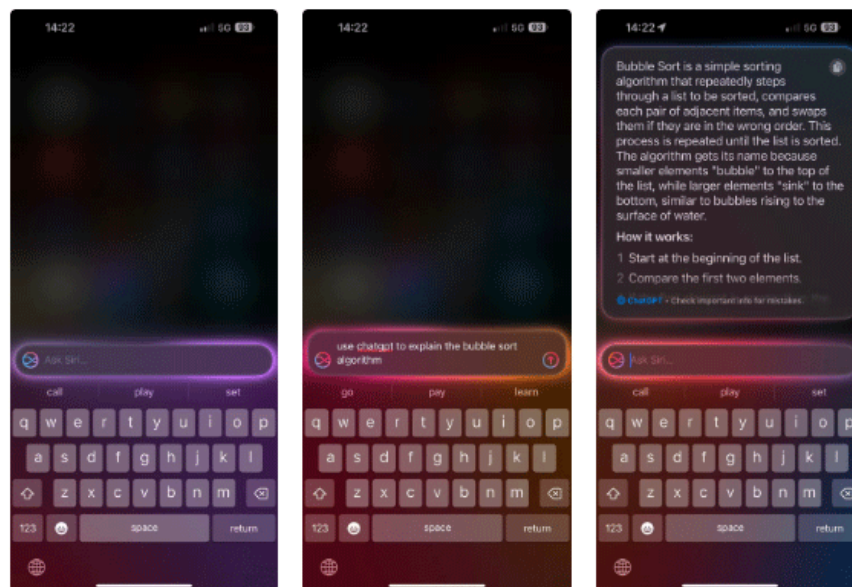 14:22
5G 93
Ask Siri...
call play set
q w e r t y u i o p
a s d f g h j k l
z x c v b n m
123 space return
14:22
5G 93
use chatgpt to explain the bubble sort
algorithm
go pay learn
q w e r t y u i o p
a s d f g h j k l
z x c v b n m
123 space return
14:22
5G 93
Bubble Sort is a simple sorting
algorithm that repeatedly steps
through a list to be sorted, compares
each pair of adjacent items, and swaps
them if they are in the wrong order. This
process is repeated until the list is sorted.
The algorithm gets its name because
smaller elements "bubble" to the top of
the list, while larger elements "sink" to the
bottom, similar to bubbles rising to the
surface of water.
How it works:
1 Start at the beginning of the list.
2 Compare the first two elements.
ChatGPT • Check important info for mistakes.
Ask Siri...
call play set
q w e r t y u i o p
a s d f g h j k l
z x c v b n m
123 space return